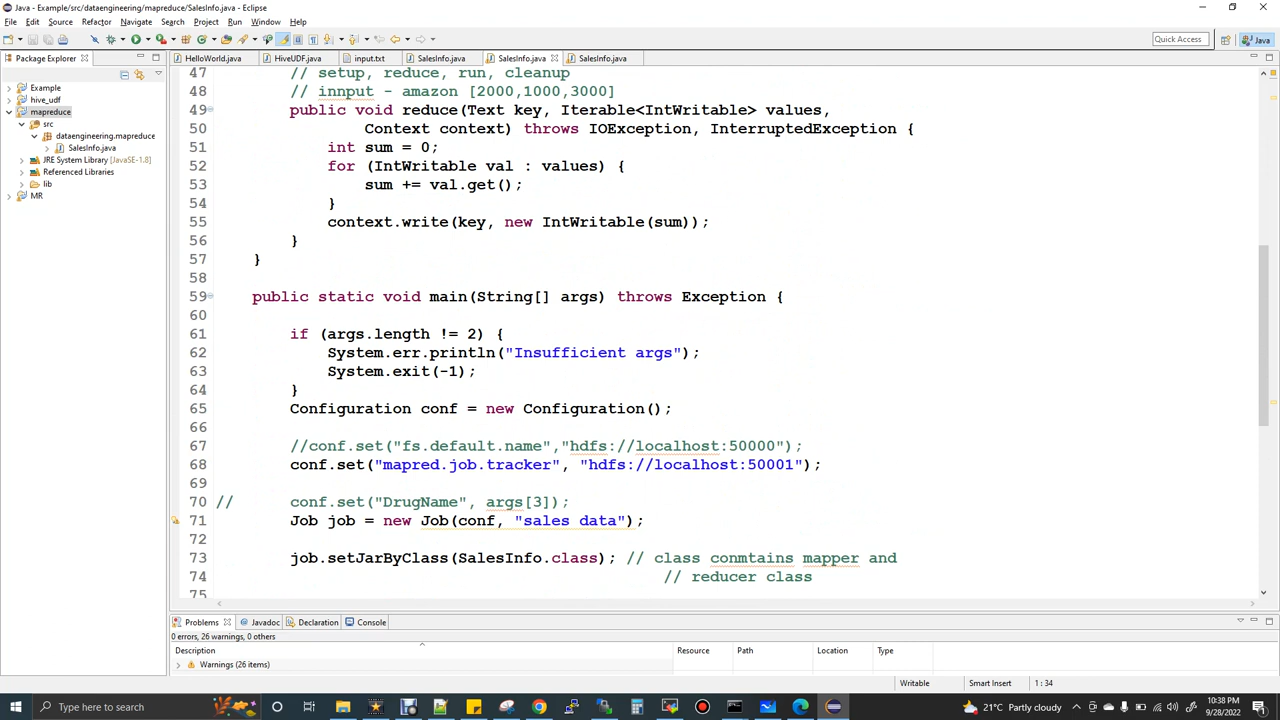 Java - Example/src/dataengineering/mapreduce/SalesInfo.java - Eclipse
File Edit Source Refactor Navigate Search Project Run Window Help
Quick Access
Java
Package Explorer
HelloWorld.java
HiveUDF.java
input.txt
SalesInfo.java
SalesInfo.java
SalesInfo.java
Example
hive_udf
mapreduce
src
dataengineering.mapreduce
SalesInfo.java
JRE System Library [JavaSE-1.8]
Referenced Libraries
lib
MR
47 // setup, reduce, run, cleanup
48 // innput - amazon [2000,1000,3000]
49 public void reduce(Text key, Iterable<IntWritable> values,
50 Context context) throws IOException, InterruptedException {
51 int sum = 0;
52 for (IntWritable val : values) {
53 sum += val.get();
54 }
55 context.write(key, new IntWritable(sum));
56 }
57 }
58
59 public static void main(String[] args) throws Exception {
60
61 if (args.length != 2) {
62 System.err.println("Insufficient args");
63 System.exit(-1);
64 }
65 Configuration conf = new Configuration();
66
67 //conf.set("fs.default.name","hdfs://localhost:50000");
68 conf.set("mapred.job.tracker", "hdfs://localhost:50001");
69
70 // conf.set("DrugName", args[3]);
71 Job job = new Job(conf, "sales data");
72
73 job.setJarByClass(SalesInfo.class); // class conmtains mapper and
74 // reducer class
75
Problems Javadoc Declaration Console
0 errors, 26 warnings, 0 others
Description Resource Path Location Type
Warnings (26 items)
Writable Smart Insert 1 : 34
Type here to search
21°C Partly cloudy
10:38 PM
9/28/2022